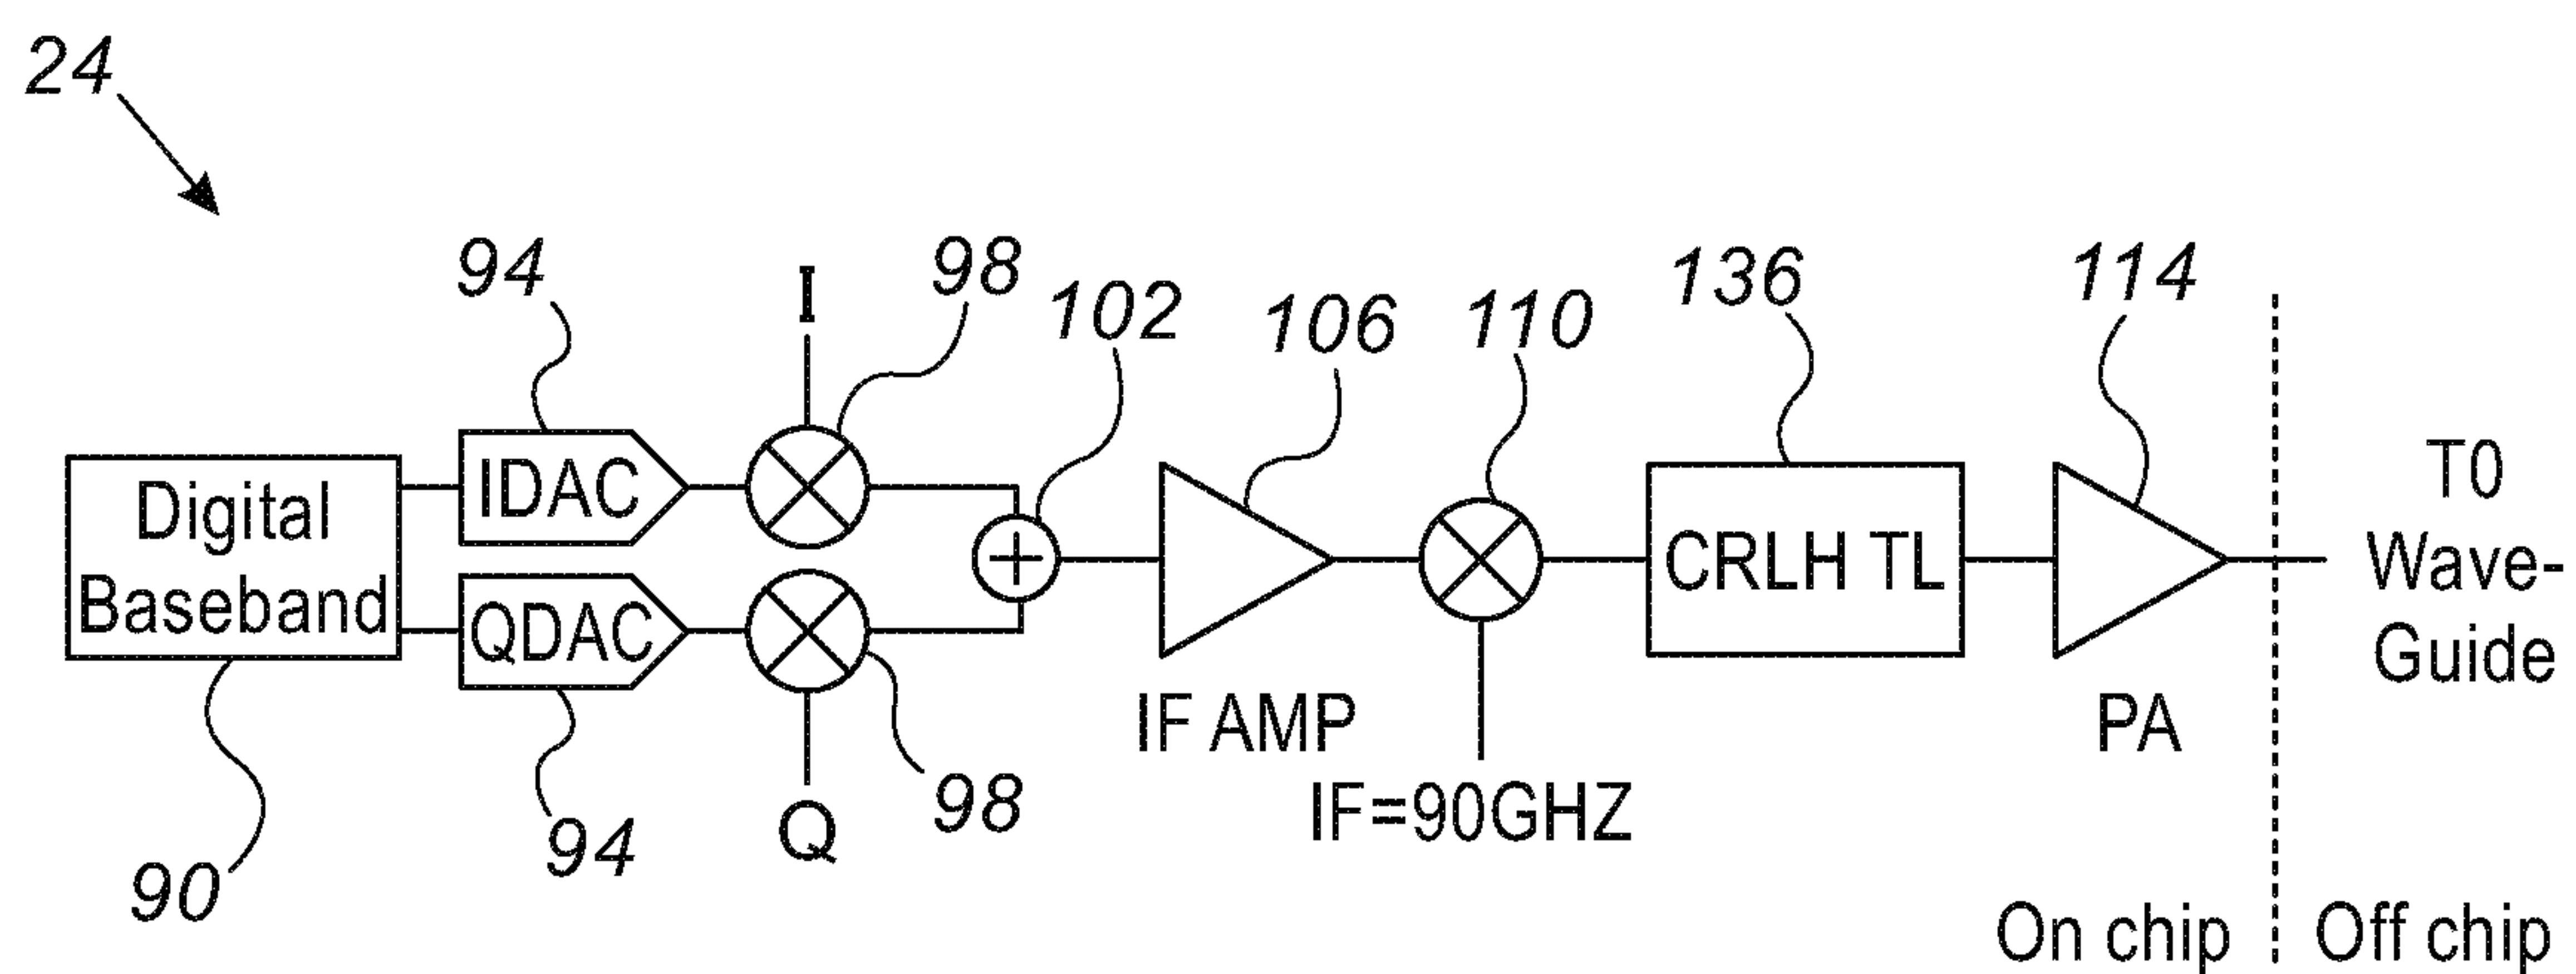 24
94
I
98
102
106
110
136
114
Digital
Baseband
IDAC
QDAC
CRLH TL
T0
Wave-
Guide
IF AMP
PA
IF=90GHZ
90
94
Q
98
On chip
Off chip